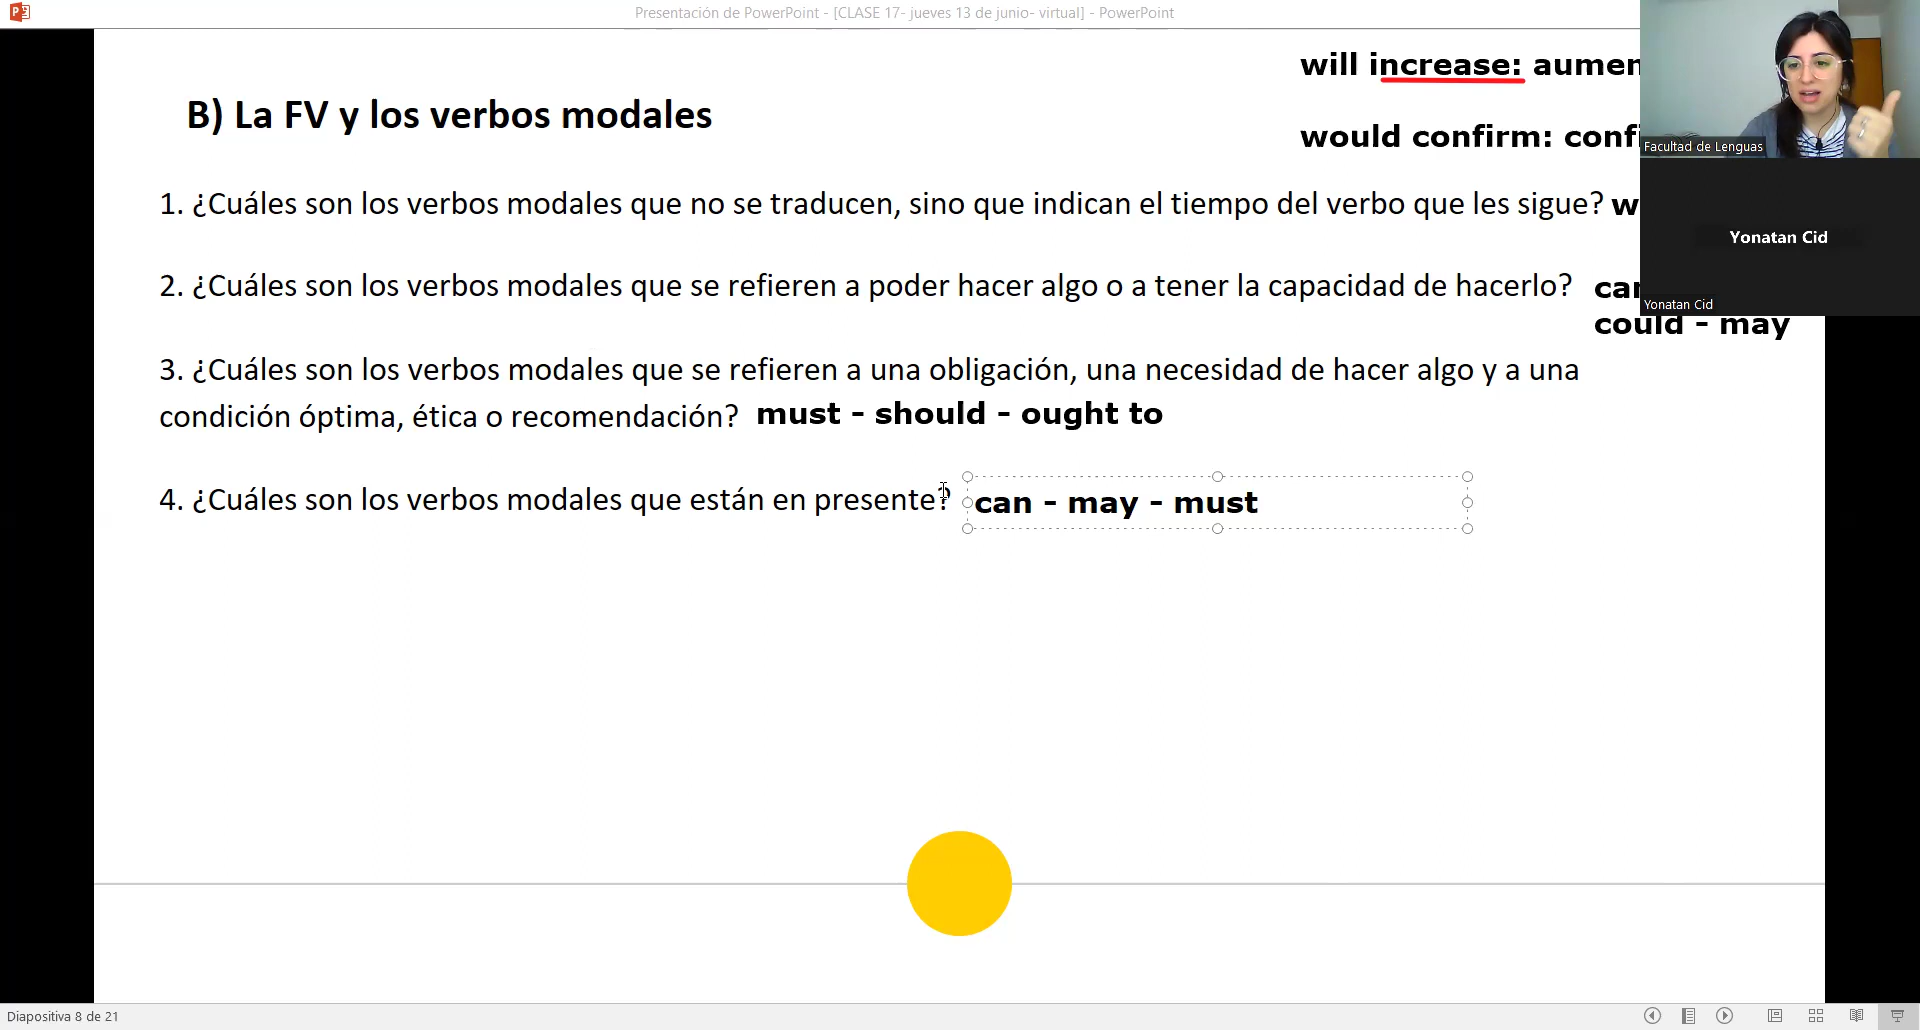 Presentación de PowerPoint - [CLASE 17- jueves 13 de junio- virtual] - PowerPoint
will increase:
B) La FV y los verbos modales
would confirm:
Facultad de Lenguas
1. ¿Cuáles son los verbos modales que no se traducen, sino que indican el tiempo del verbo que les sigue?
Yonatan Cid
2. ¿Cuáles son los verbos modales que se refieren a poder hacer algo o a tener la capacidad de hacerlo?
Yonatan Cid
could - may
3. ¿Cuáles son los verbos modales que se refieren a una obligación, una necesidad de hacer algo y a una
condición óptima, ética o recomendación? must - should - ought to
4. ¿Cuáles son los verbos modales que están en presente? can - may - must
Diapositiva 8 de 21